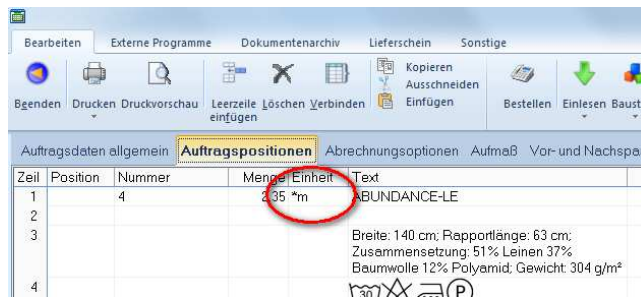 Bearbeiten Externe Programme Dokumentenarchiv Lieferschein Sonstige
Kopieren
Ausschneiden
Einfügen
Beenden Drucken Druckvorschau Leerzeile einfügen Löschen Verbinden Bestellen Einlesen Baust
Auftragsdaten allgemein Auftragspositionen Abrechnungsoptionen Aufmaß Vor- und Nachspa
Zeil Position Nummer Menge Einheit Text
1 4 2,35 *m ABUNDANCE-LE
2
3 Breite: 140 cm; Rapportlänge: 63 cm;
Zusammensetzung: 51% Leinen 37%
Baumwolle 12% Polyamid; Gewicht: 304 g/m²
4 30 P